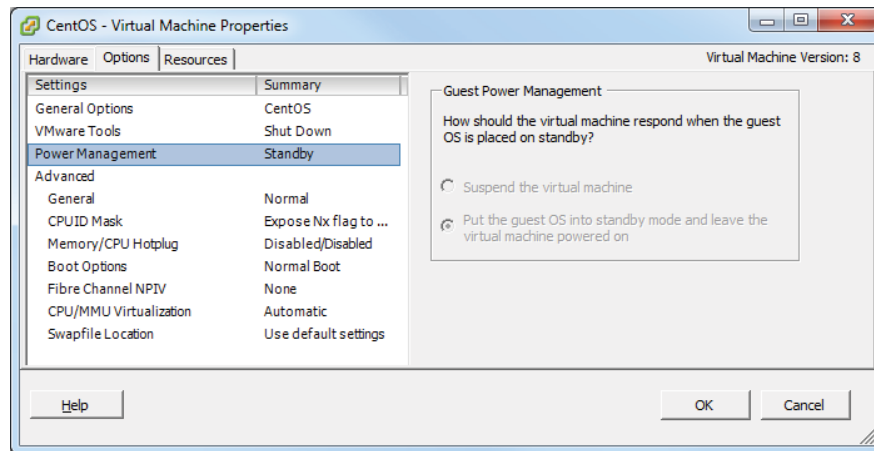 CentOS - Virtual Machine Properties
Hardware Options Resources
Virtual Machine Version: 8
Settings Summary
General Options CentOS
VMware Tools Shut Down
Power Management Standby
Advanced
General Normal
CPUID Mask Expose Nx flag to ...
Memory/CPU Hotplug Disabled/Disabled
Boot Options Normal Boot
Fibre Channel NPIV None
CPU/MMU Virtualization Automatic
Swapfile Location Use default settings
Guest Power Management
How should the virtual machine respond when the guest
OS is placed on standby?
Suspend the virtual machine
Put the guest OS into standby mode and leave the
virtual machine powered on
Help
OK
Cancel